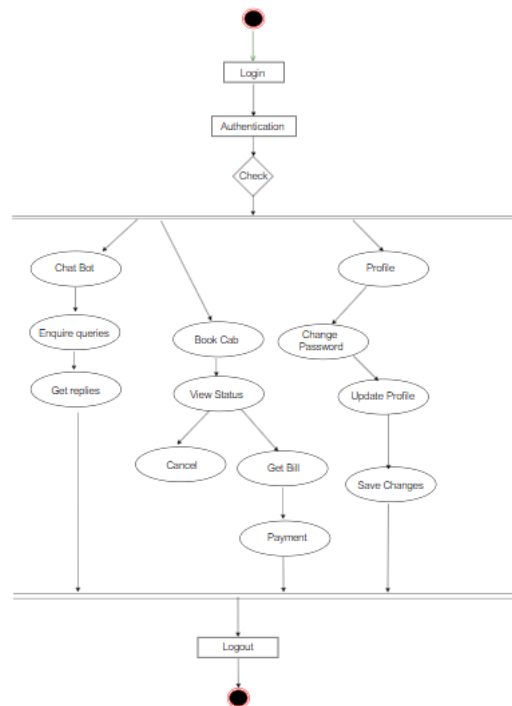 Login
Authentication
Check
Chat Bot
Profile
Enquire queries
Book Cab
Change
Password
Get replies
View Status
Update Profile
Cancel
Get Bill
Save Changes
Payment
Logout